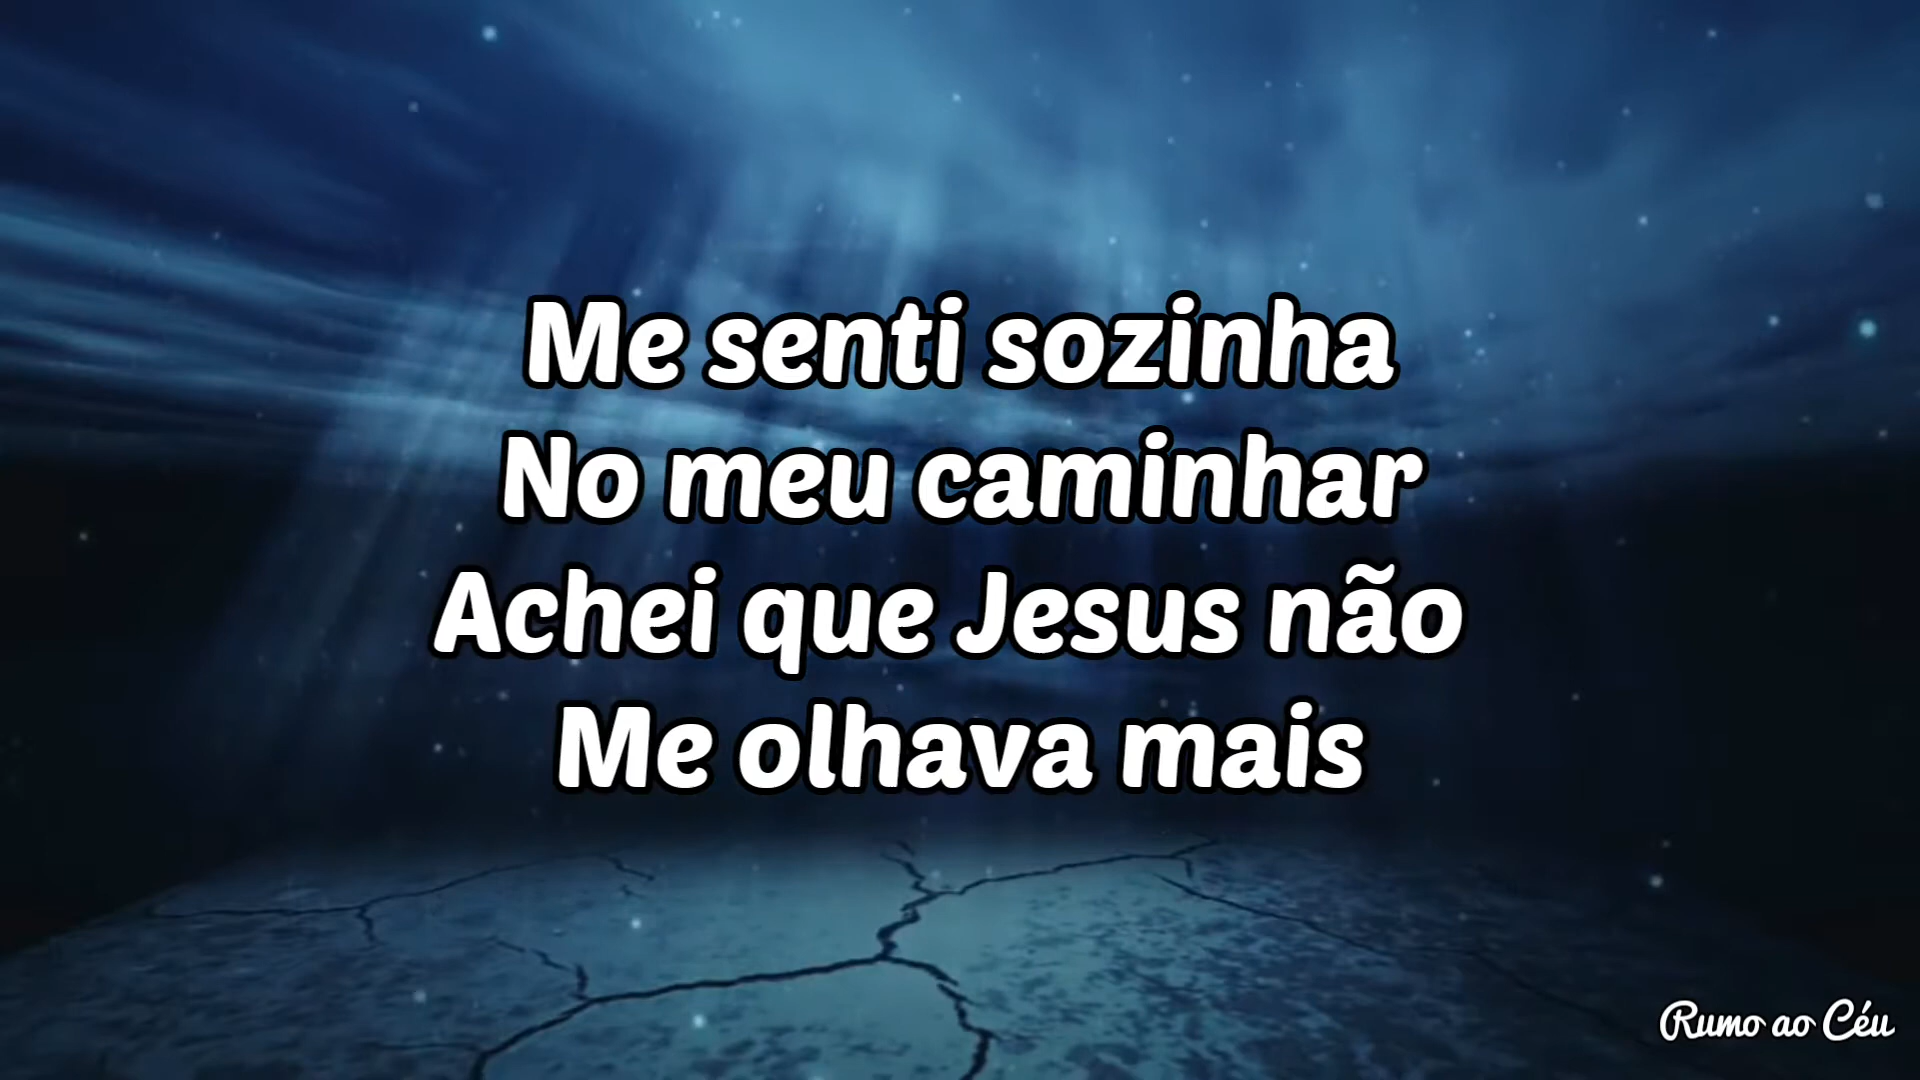 Me senti sozinha
No meu caminhar
Achei que Jesus não
Me olhava mais
Rumo ao Céu